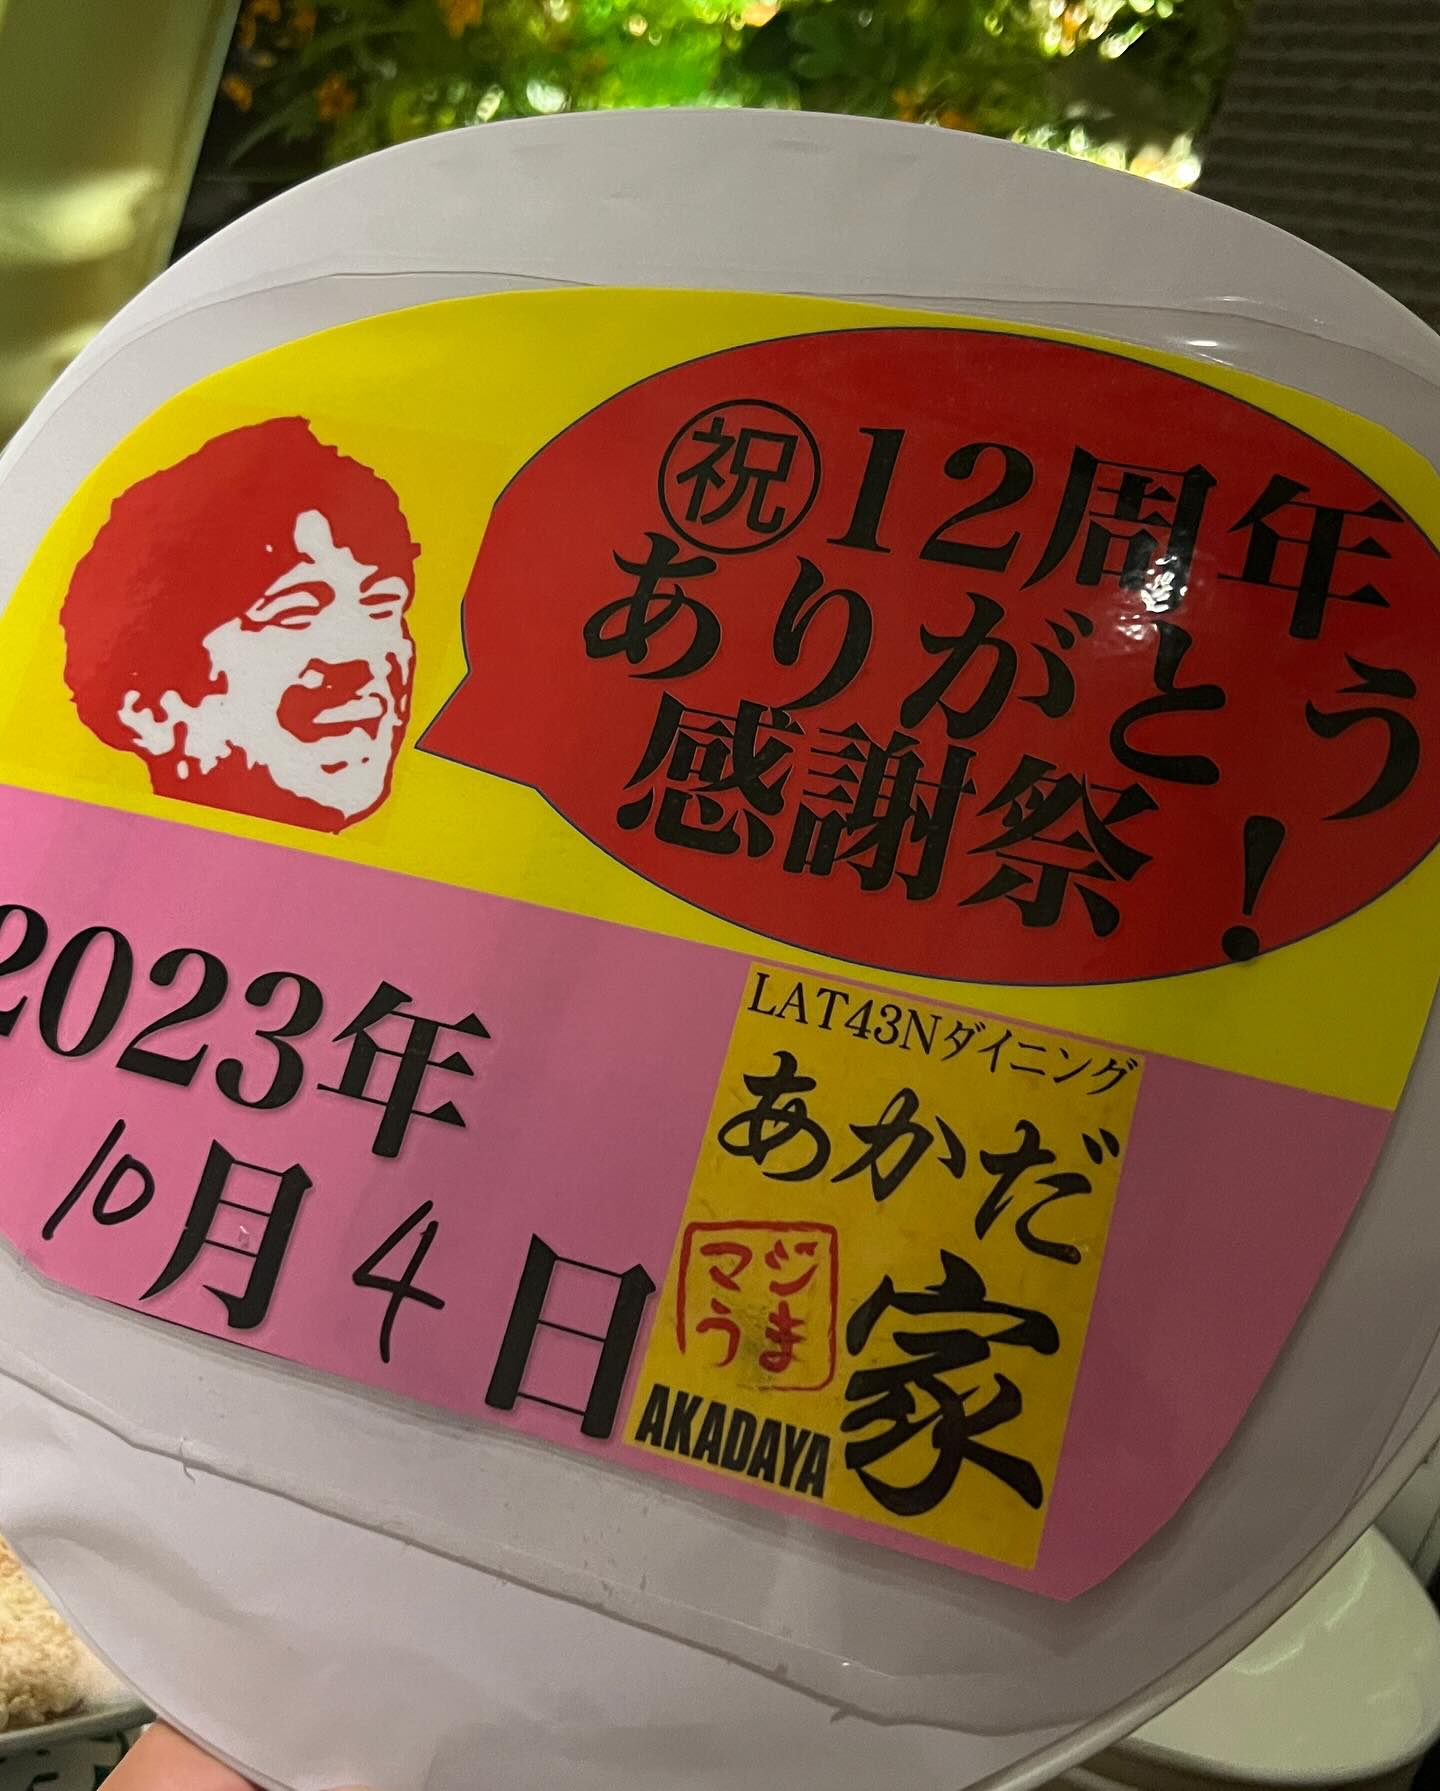 ㊗12周年
ありがとう
感謝祭!
2023年
10月4日
LAT43Nダイニング
あかだ
家
マジ
うま
AKADAYA